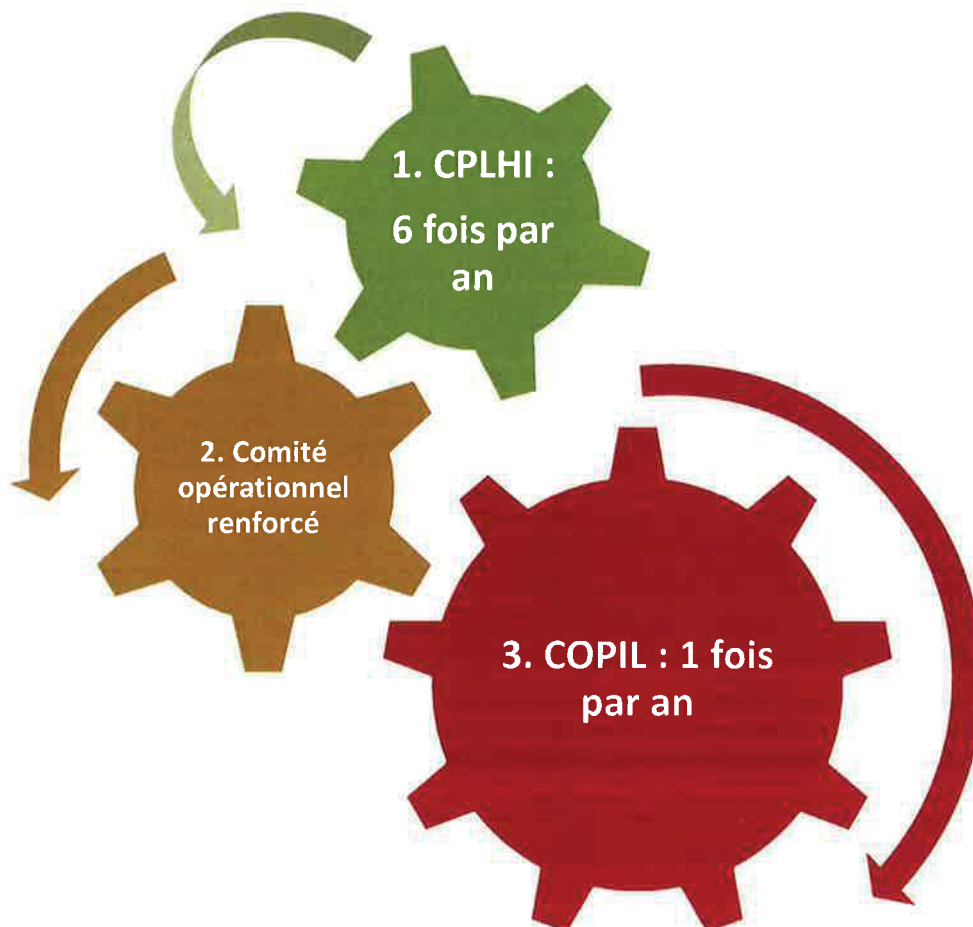 1. CPLHI :
6 fois par
an
2. Comité
opérationnel
renforcé
3. COPIL : 1 fois
par an